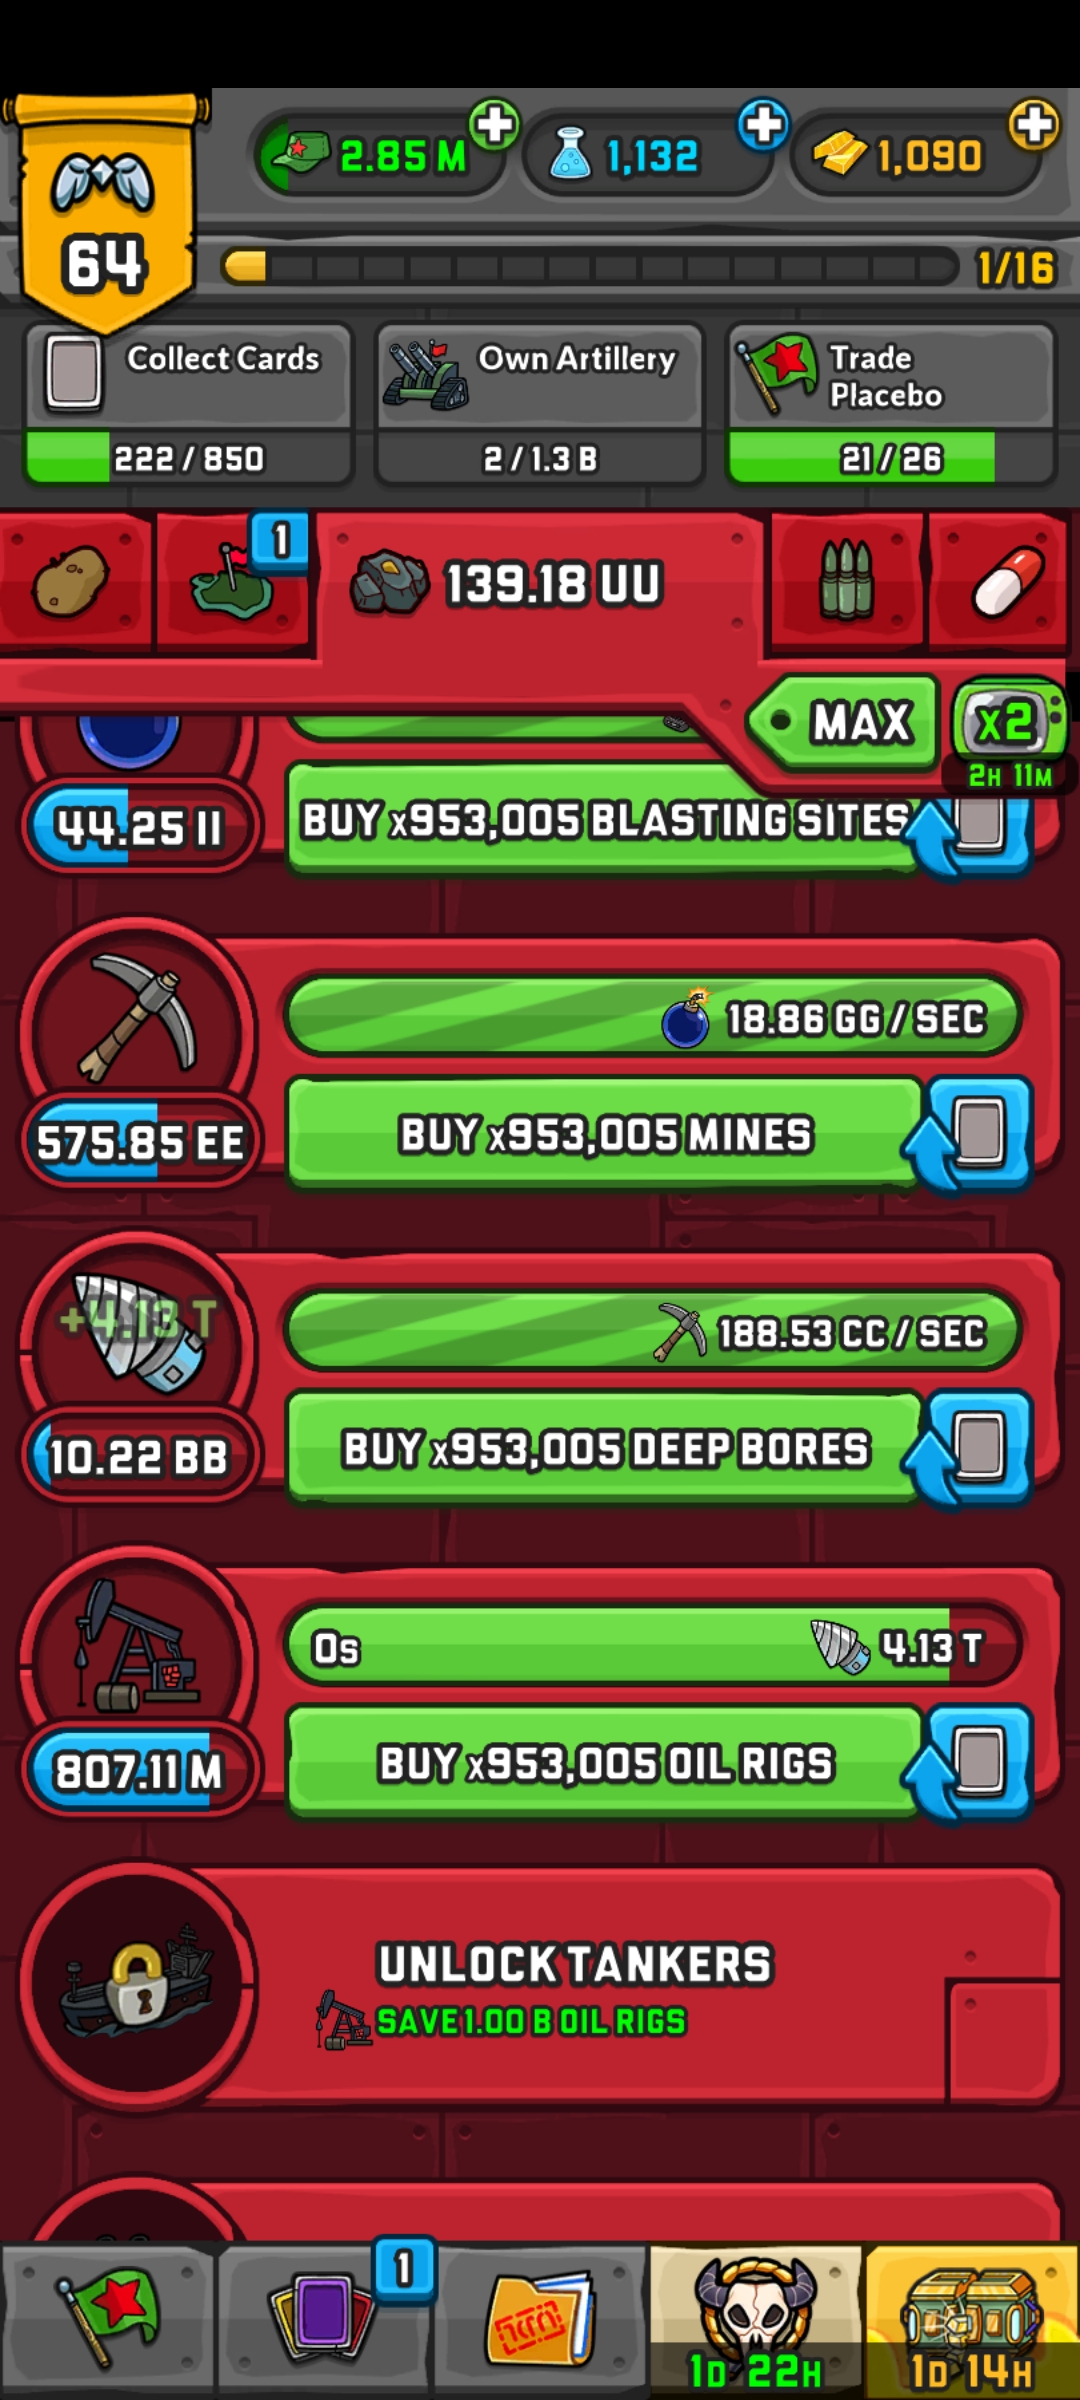 64
2.85 M
1,132
1,090
1/16
Collect Cards
222 / 850
Own Artillery
2 / 1.3 B
Trade
Placebo
21 / 26
1
139.18 UU
MAX
x2
2H 11M
44.25 II
BUY x953,005 BLASTING SITES
18.86 GG / SEC
575.85 EE
BUY x953,005 MINES
+4.13 T
188.53 CC / SEC
10.22 BB
BUY x953,005 DEEP BORES
0s
4.13 T
807.11 M
BUY x953,005 OIL RIGS
UNLOCK TANKERS
SAVE 1.00 B OIL RIGS
1
1D 22H
1D 14H